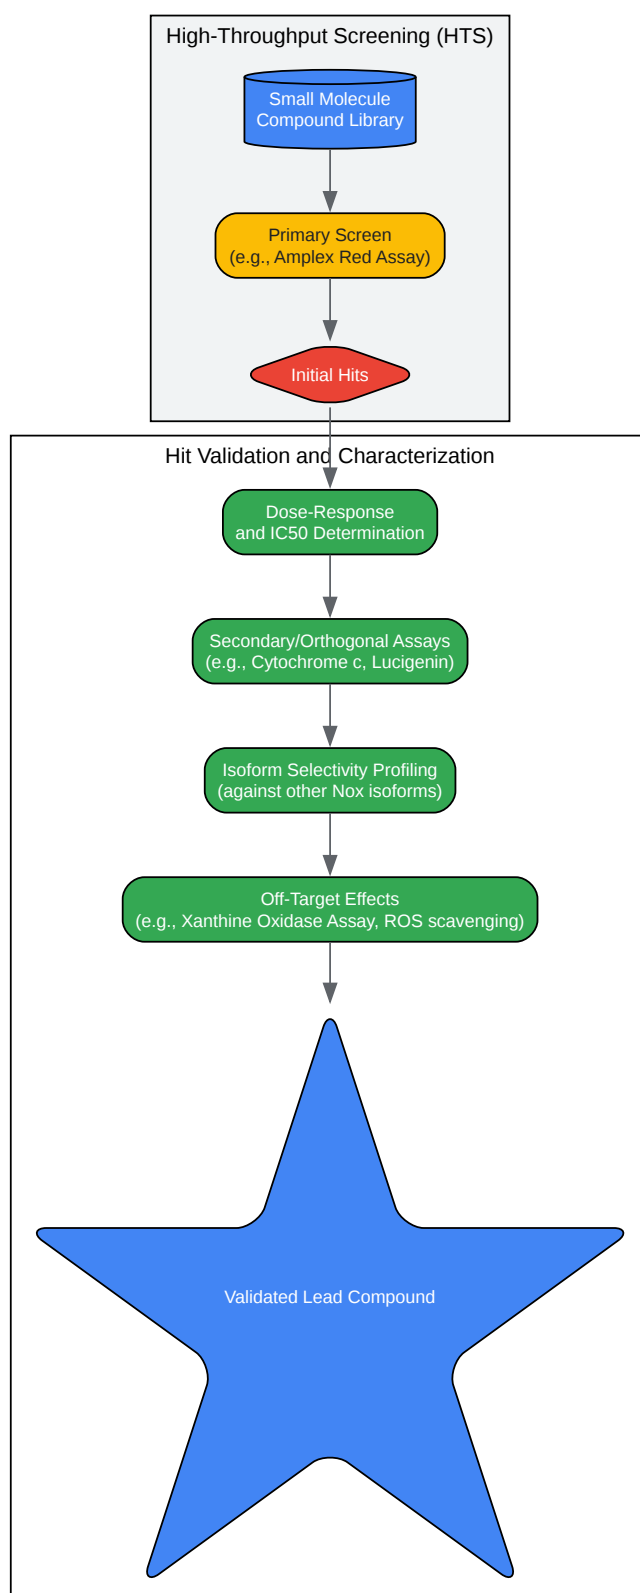 High-Throughput Screening (HTS)
Small Molecule
Compound Library
Primary Screen
(e.g., Amplex Red Assay)
Initial Hits
Hit Validation and Characterization
Dose-Response
and IC50 Determination
Secondary/Orthogonal Assays
(e.g., Cytochrome c, Lucigenin)
Isoform Selectivity Profiling
(against other Nox isoforms)
Off-Target Effects
(e.g., Xanthine Oxidase Assay, ROS scavenging)
Validated Lead Compound